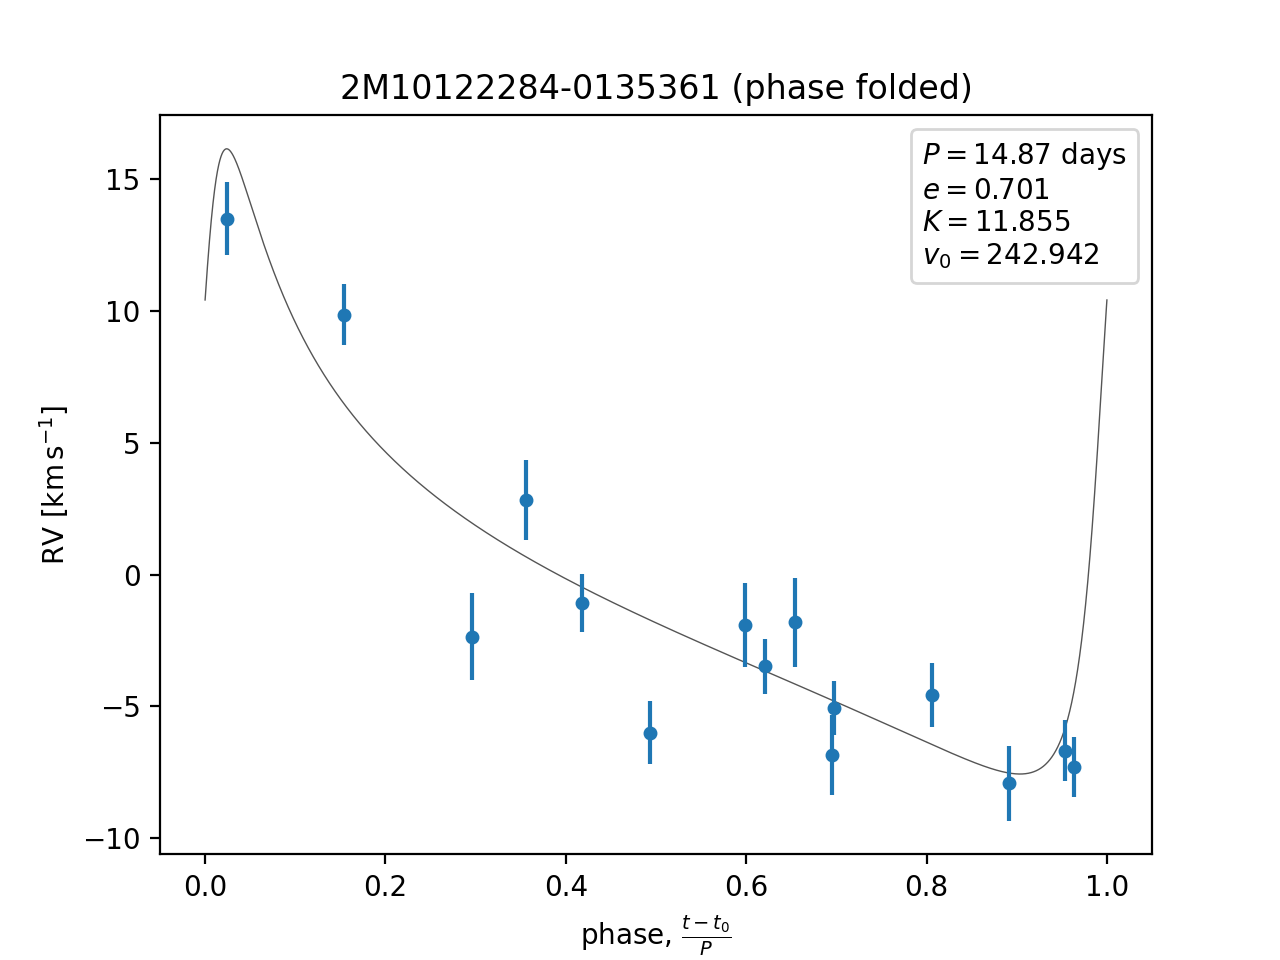 2M10122284-0135361 (phase folded)
P = 14.87 days
e = 0.701
K = 11.855
v₀ = 242.942
15
10
5
0
−5
−10
RV [km s⁻¹]
0.0 0.2 0.4 0.6 0.8 1.0
phase, (t − t₀)/P